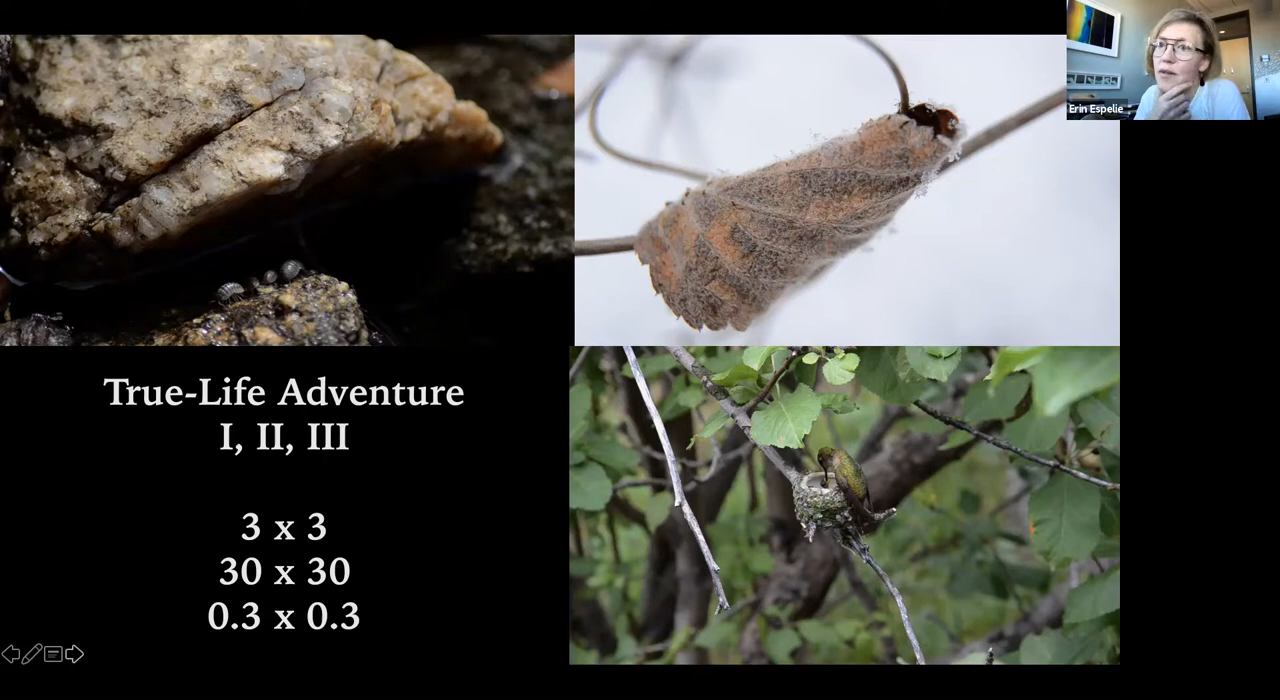 Erin Espelie
True-Life Adventure
I, II, III
3 x 3
30 x 30
0.3 x 0.3